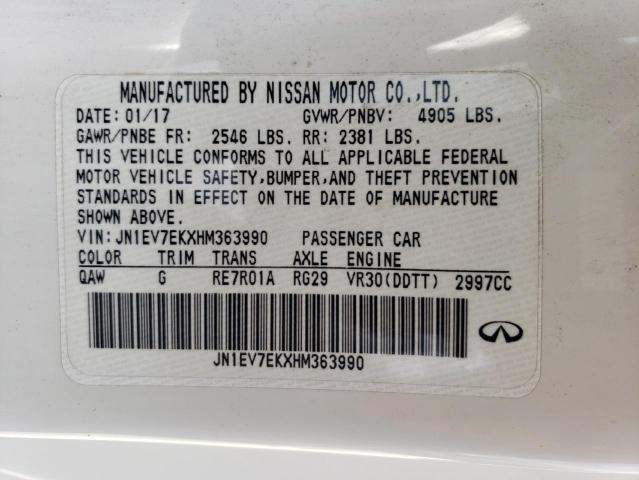 MANUFACTURED BY NISSAN MOTOR CO.,LTD.
DATE: 01/17 GVWR/PNBV: 4905 LBS.
GAWR/PNBE FR: 2546 LBS. RR: 2381 LBS.
THIS VEHICLE CONFORMS TO ALL APPLICABLE FEDERAL
MOTOR VEHICLE SAFETY,BUMPER,AND THEFT PREVENTION
STANDARDS IN EFFECT ON THE DATE OF MANUFACTURE
SHOWN ABOVE.
VIN:JN1EV7EKXHM363990 PASSENGER CAR
COLOR TRIM TRANS AXLE ENGINE
QAW G RE7R01A RG29 VR30(DDTT) 2997CC
JN1EV7EKXHM363990